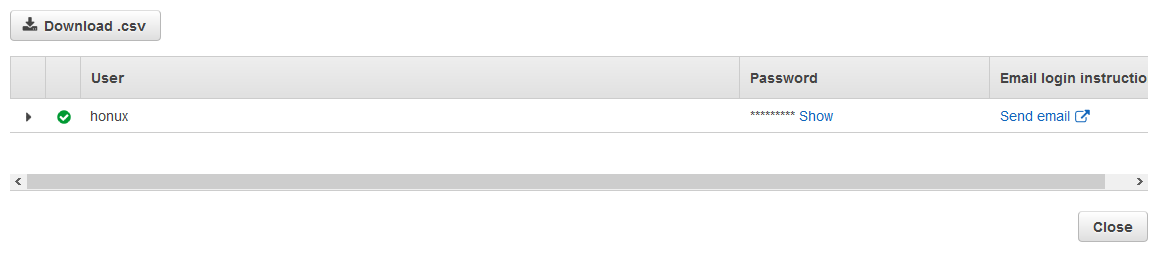 Download .csv
User Password Email login instructio
honux ********* Show Send email
Close